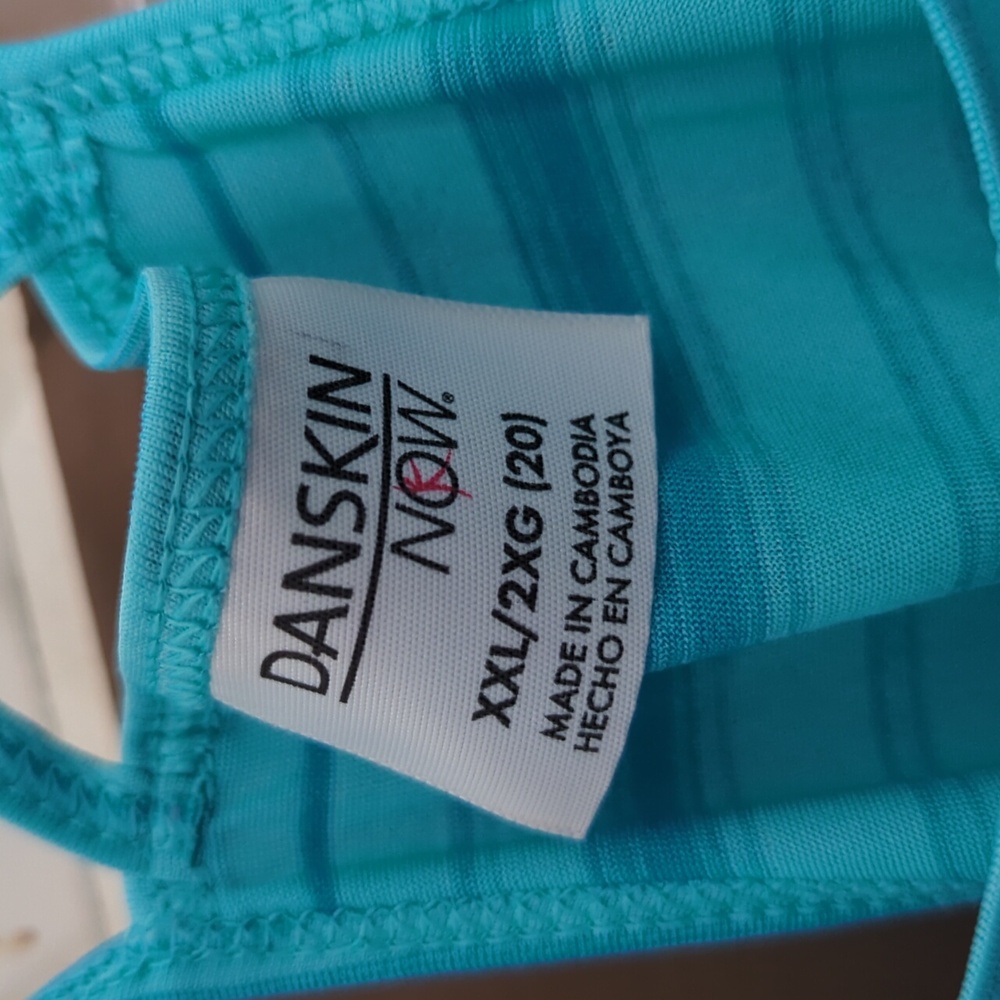 DANSKIN
NOW®
XXL/2XG (20)
MADE IN CAMBODIA
HECHO EN CAMBOYA